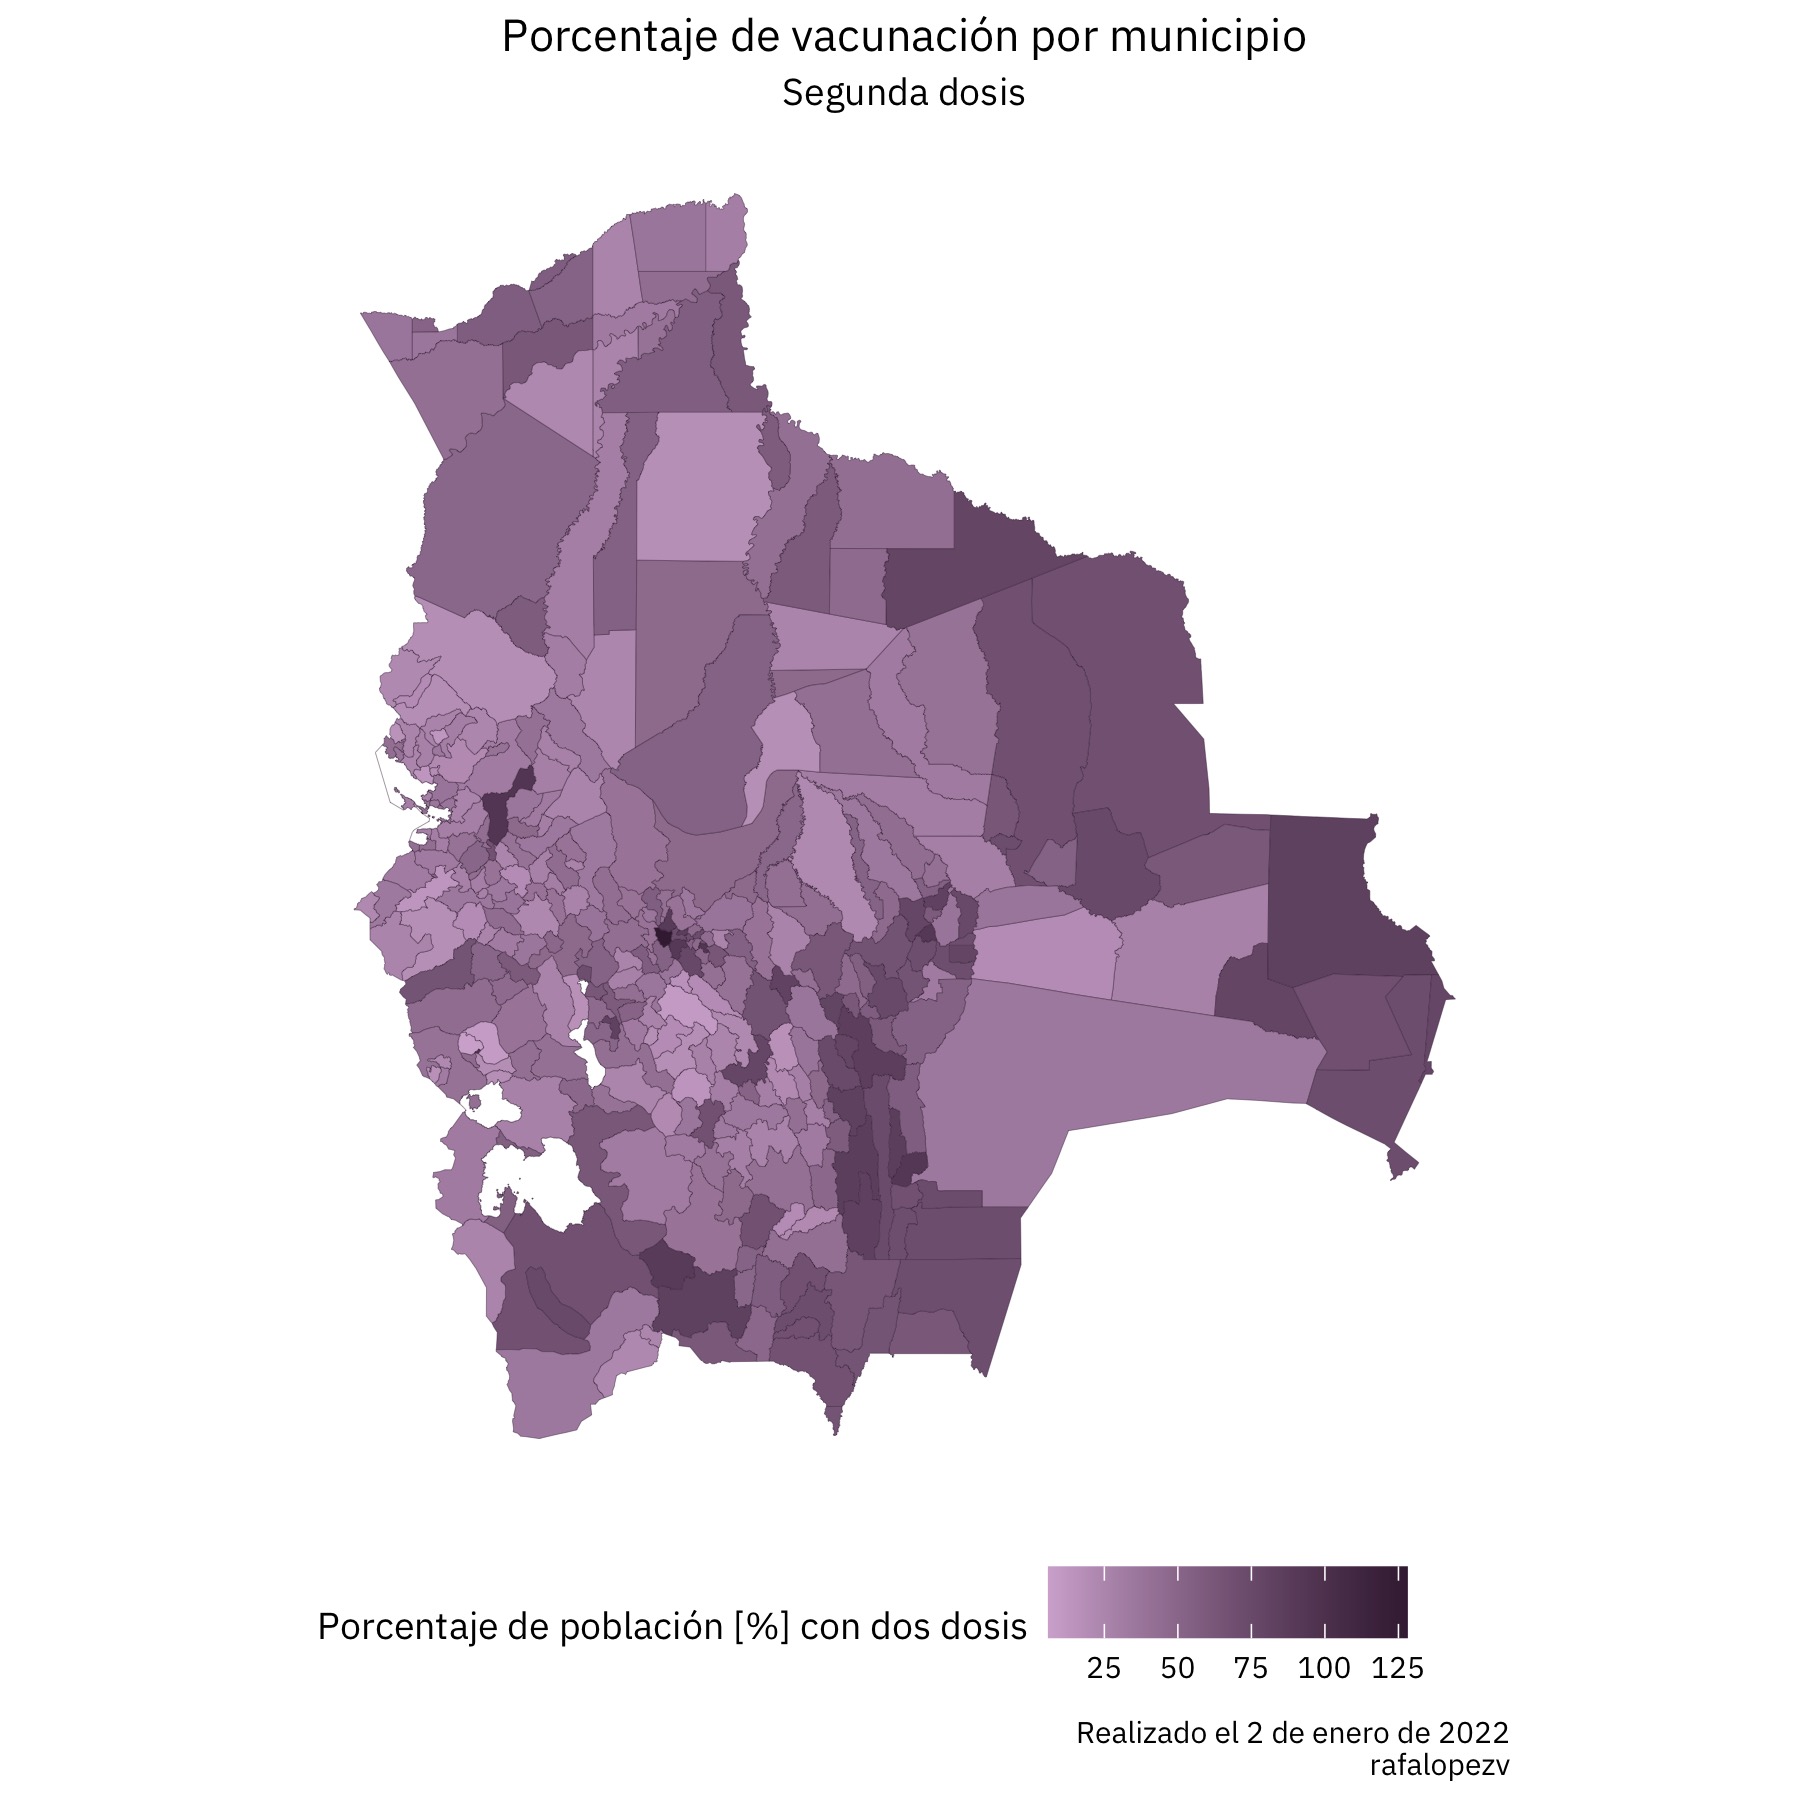 Porcentaje de vacunación por municipio
Segunda dosis
Porcentaje de población [%] con dos dosis
25 50 75 100 125
Realizado el 2 de enero de 2022
rafalopezv